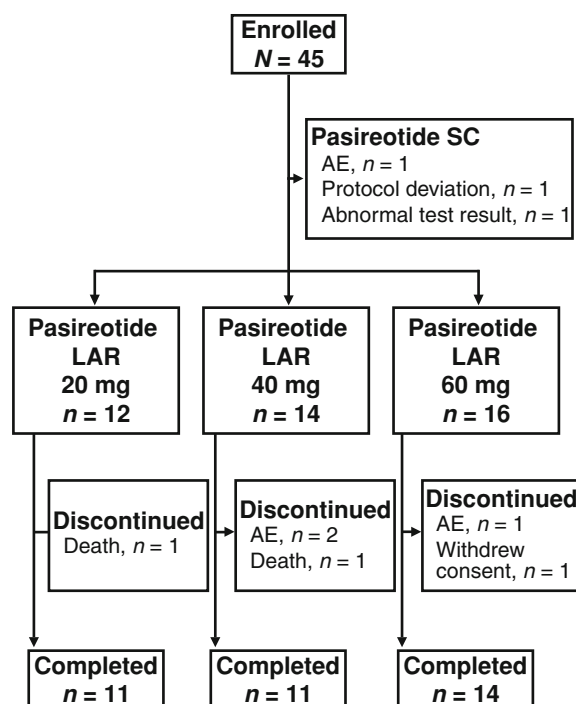 Enrolled
N = 45
Pasireotide SC
AE, n = 1
Protocol deviation, n = 1
Abnormal test result, n = 1
Pasireotide
LAR
20 mg
n = 12
Pasireotide
LAR
40 mg
n = 14
Pasireotide
LAR
60 mg
n = 16
Discontinued
Death, n = 1
Discontinued
AE, n = 2
Death, n = 1
Discontinued
AE, n = 1
Withdrew
consent, n = 1
Completed
n = 11
Completed
n = 11
Completed
n = 14